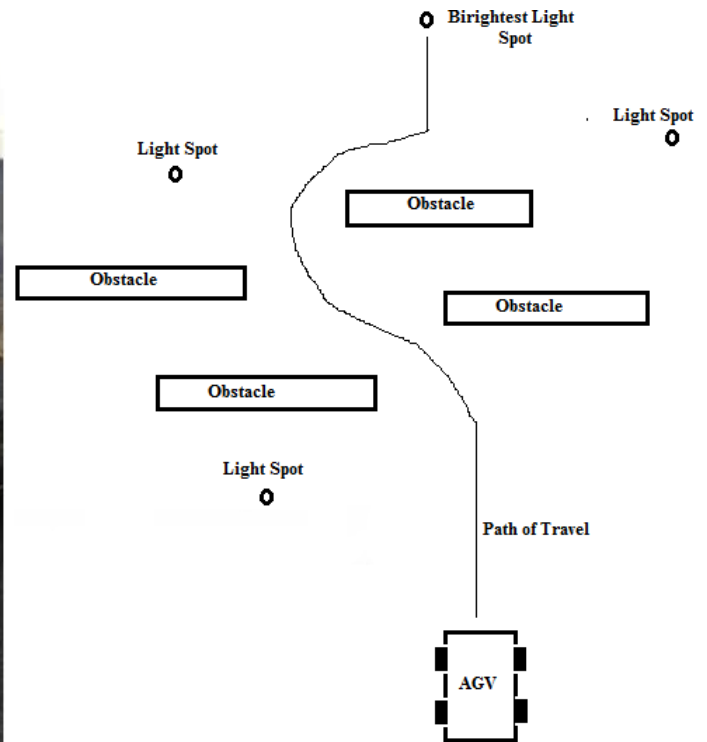 Birightest Light
Spot
Light Spot
Light Spot
Obstacle
Obstacle
Obstacle
Obstacle
Light Spot
Path of Travel
AGV